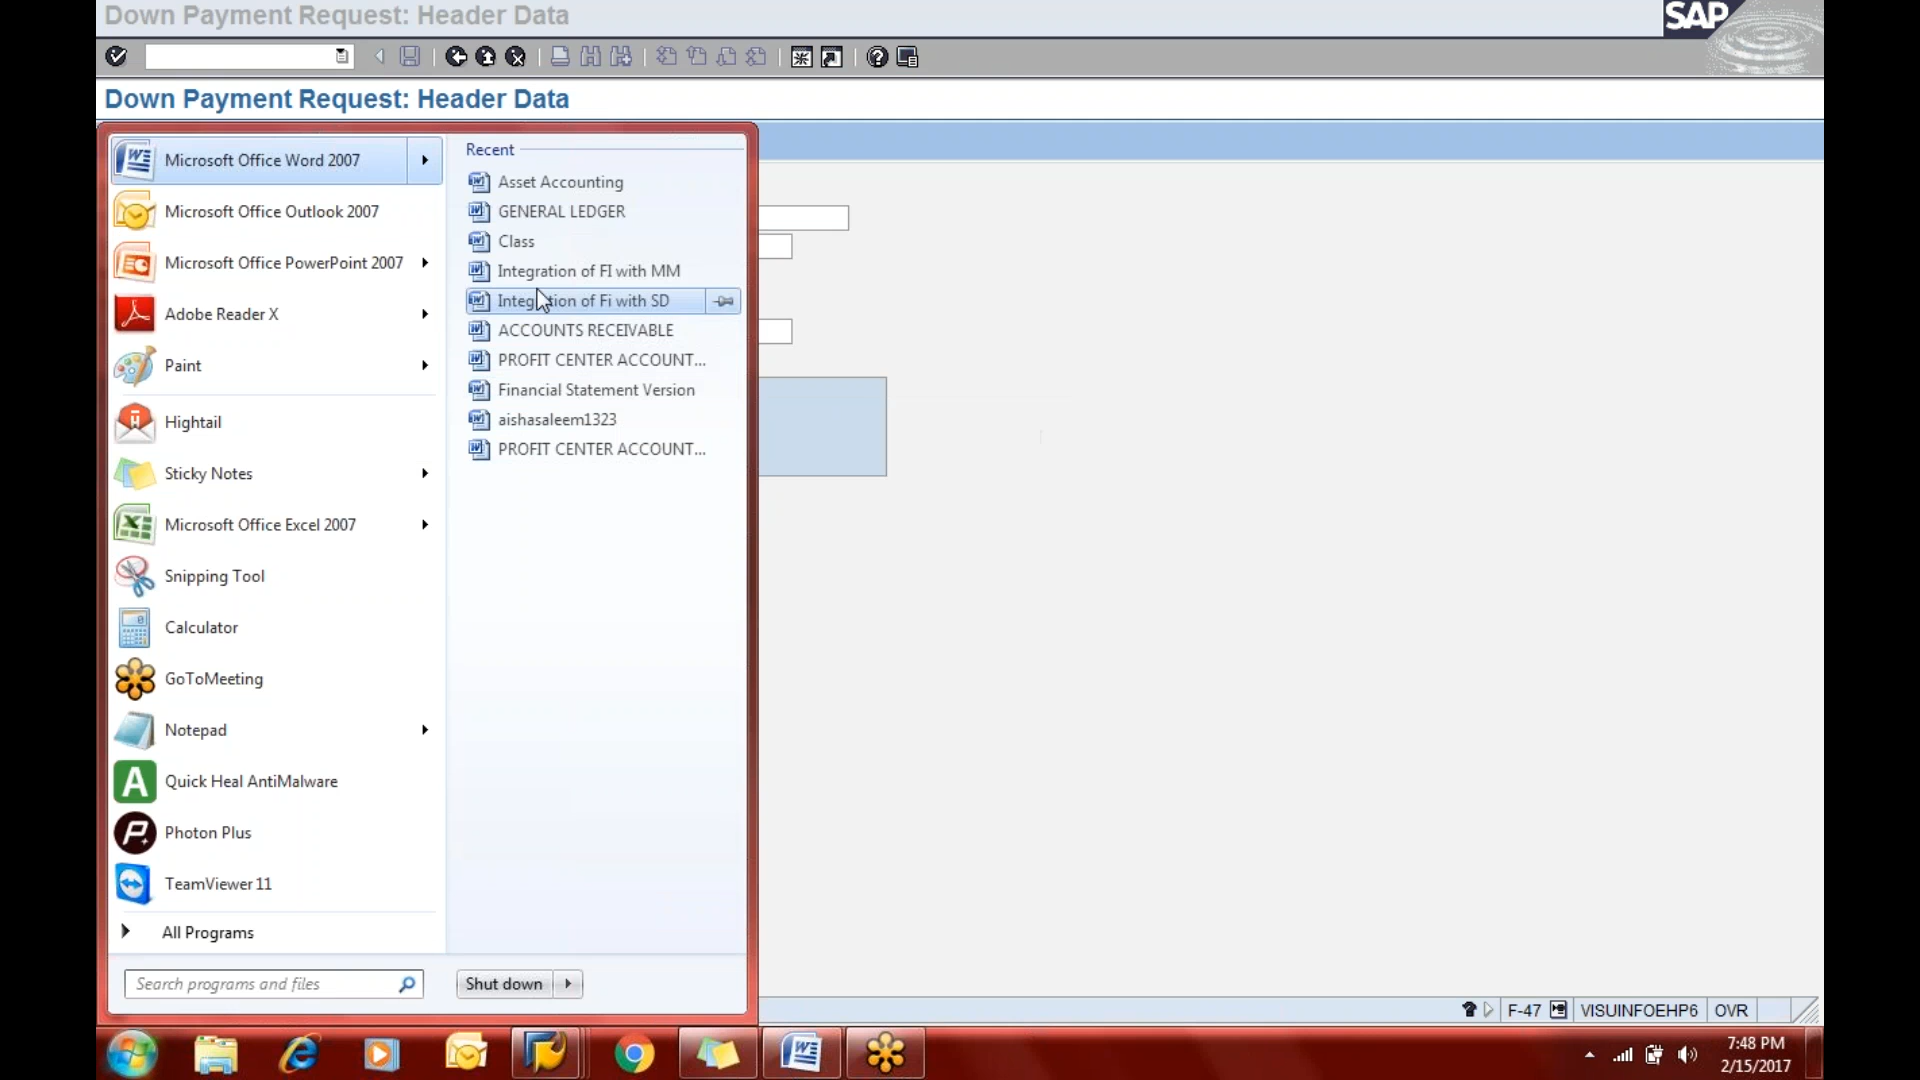 Down Payment Request: Header Data
SAP
Down Payment Request: Header Data
Microsoft Office Word 2007
Microsoft Office Outlook 2007
Microsoft Office PowerPoint 2007
Adobe Reader X
Paint
Hightail
Sticky Notes
Microsoft Office Excel 2007
Snipping Tool
Calculator
GoToMeeting
Notepad
Quick Heal AntiMalware
Photon Plus
TeamViewer 11
All Programs
Search programs and files
Recent
Asset Accounting
GENERAL LEDGER
Class
Integration of FI with MM
Integration of Fi with SD
ACCOUNTS RECEIVABLE
PROFIT CENTER ACCOUNT...
Financial Statement Version
aishasaleem1323
PROFIT CENTER ACCOUNT...
Shut down
F-47 VISUINFOEHP6 OVR
7:48 PM
2/15/2017